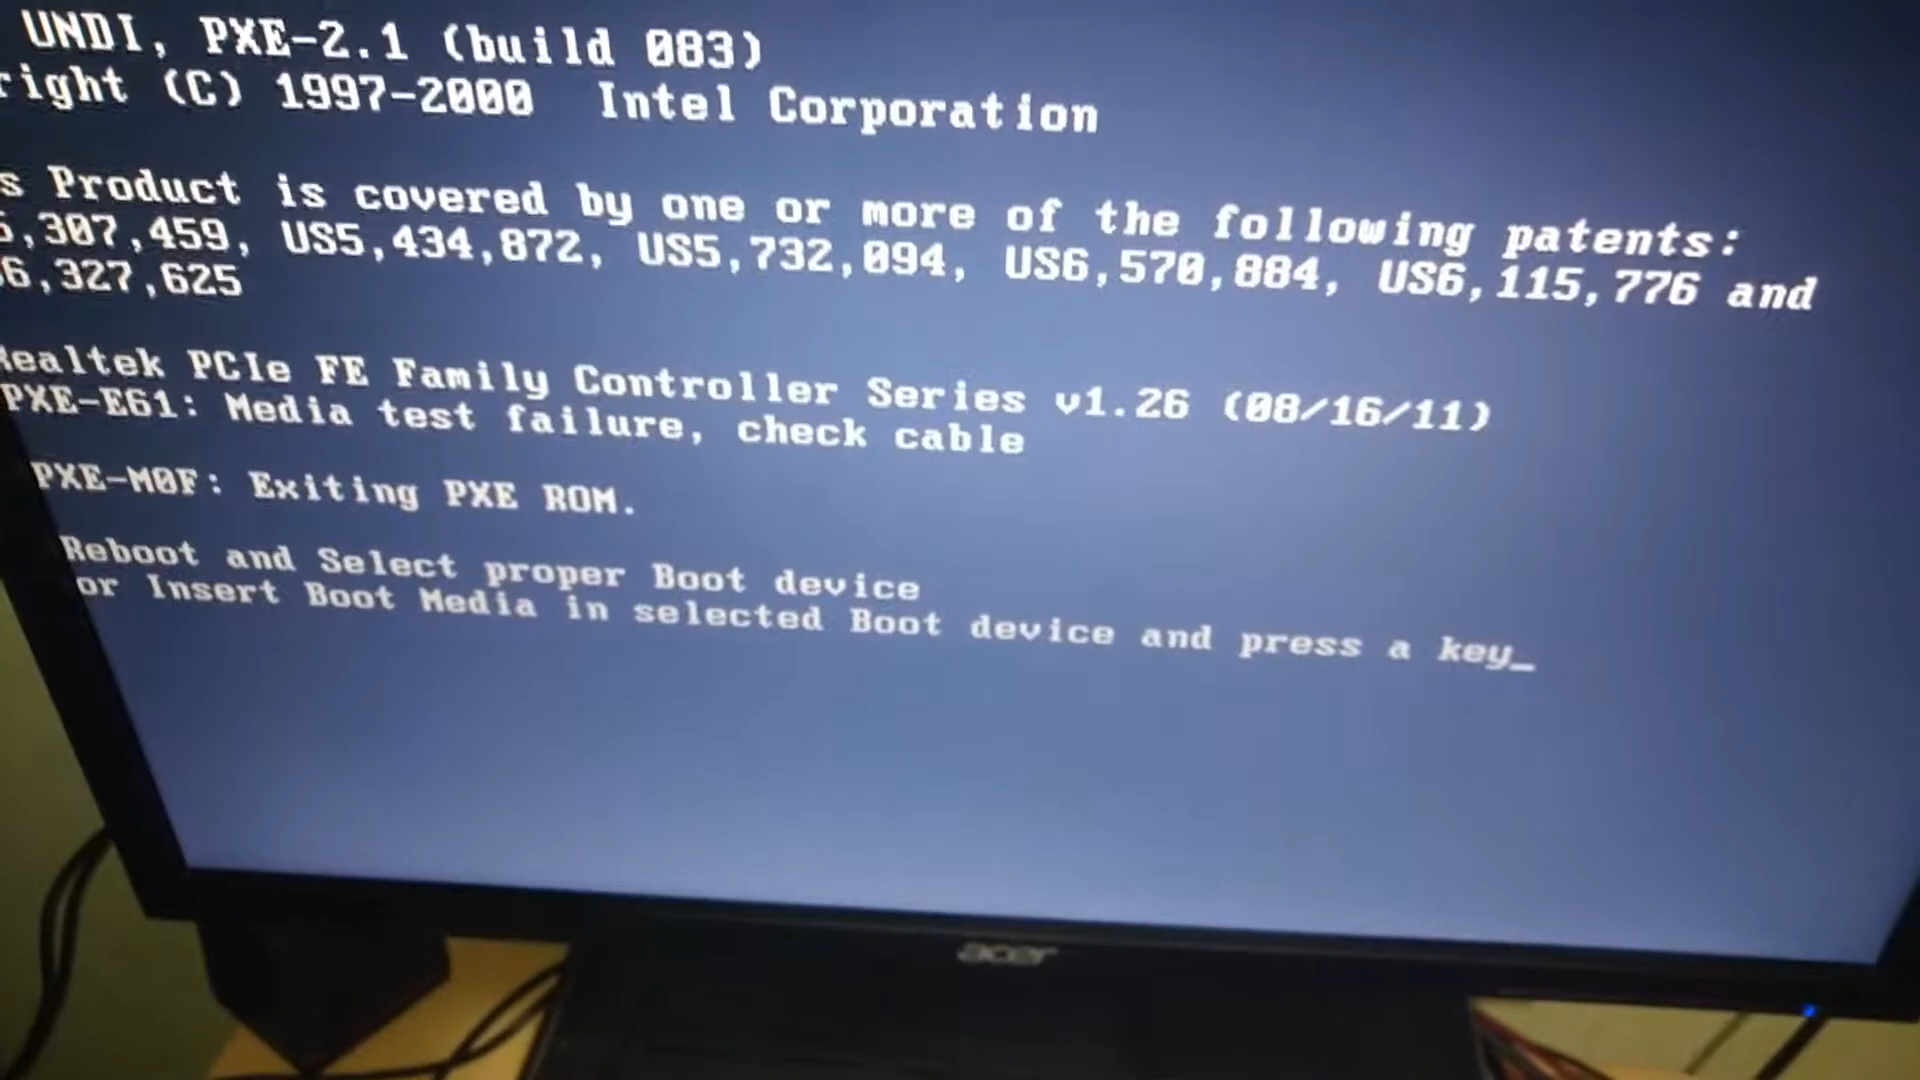 UNDI, PXE-2.1 (build 083)
right (C) 1997-2000 Intel Corporation
s Product is covered by one or more of the following patents:
5,307,459, US5,434,872, US5,732,094, US6,570,884, US6,115,776 and
6,327,625
Realtek PCIe FE Family Controller Series v1.26 (08/16/11)
PXE-E61: Media test failure, check cable
PXE-M0F: Exiting PXE ROM.
Reboot and Select proper Boot device
or Insert Boot Media in selected Boot device and press a key_
acer